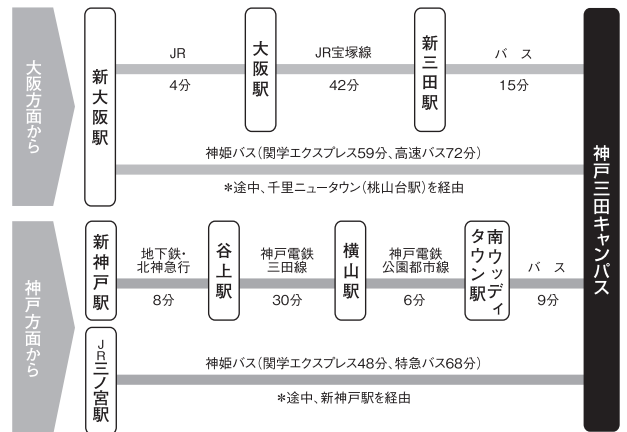 大阪方面から
新大阪駅
JR
4分
大阪駅
JR宝塚線
42分
新三田駅
バス
15分
神姫バス(関学エクスプレス59分、高速バス72分)
*途中、千里ニュータウン(桃山台駅)を経由
神戸三田キャンパス
神戸方面から
新神戸駅
地下鉄・
北神急行
8分
谷上駅
神戸電鉄
三田線
30分
横山駅
神戸電鉄
公園都市線
6分
南ウッディ
タウン駅
バス
9分
JR三ノ宮駅
神姫バス(関学エクスプレス48分、特急バス68分)
*途中、新神戸駅を経由